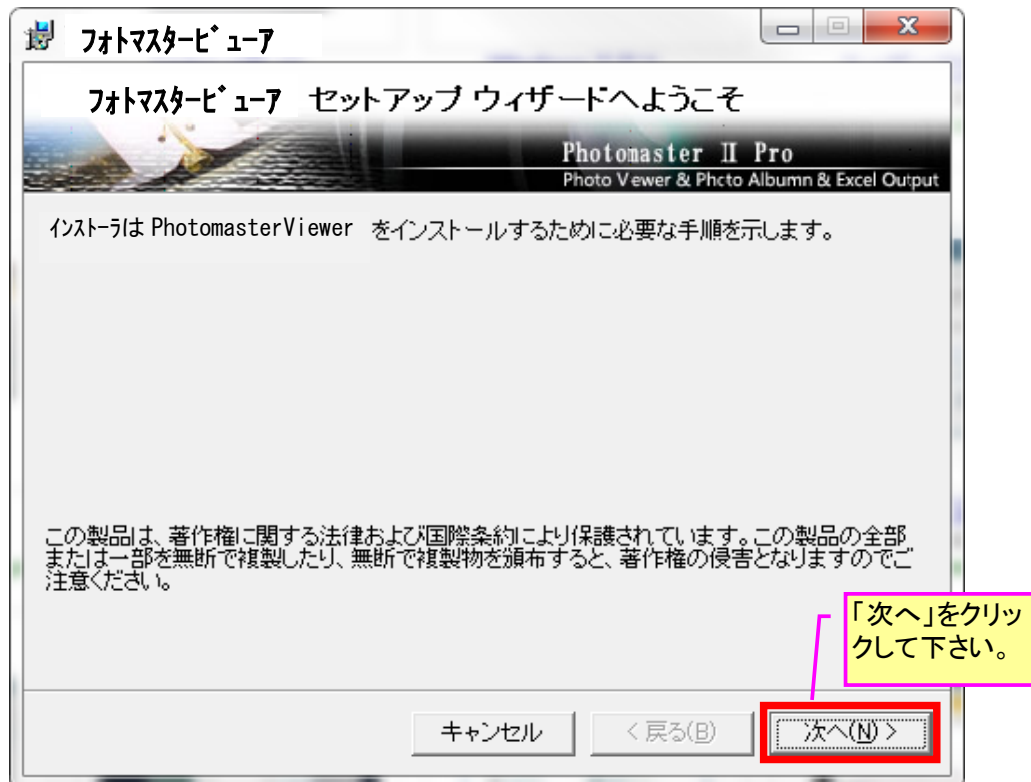 フォトマスタービューア
フォトマスタービューア セットアップ ウィザードへようこそ
Photomaster II Pro
Photo Vewer & Phcto Albumn & Excel Output
インストーラは PhotomasterViewer をインストールするために必要な手順を示します。
この製品は、著作権に関する法律および国際条約により保護されています。この製品の全部
または一部を無断で複製したり、無断で複製物を頒布すると、著作権の侵害となりますのでご
注意ください。
「次へ」をクリッ
クして下さい。
キャンセル
< 戻る(B)
次へ(N) >